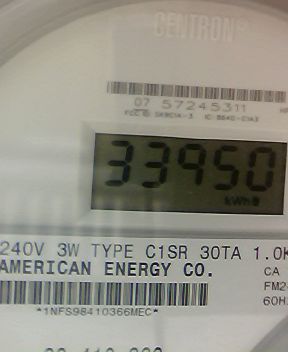 CENTRON®
07 57245311
33950
kWh
240V 3W TYPE C1SR 30TA 1.0K
AMERICAN ENERGY CO.
CA
FM2
60H
*1NFS98410366MEC*